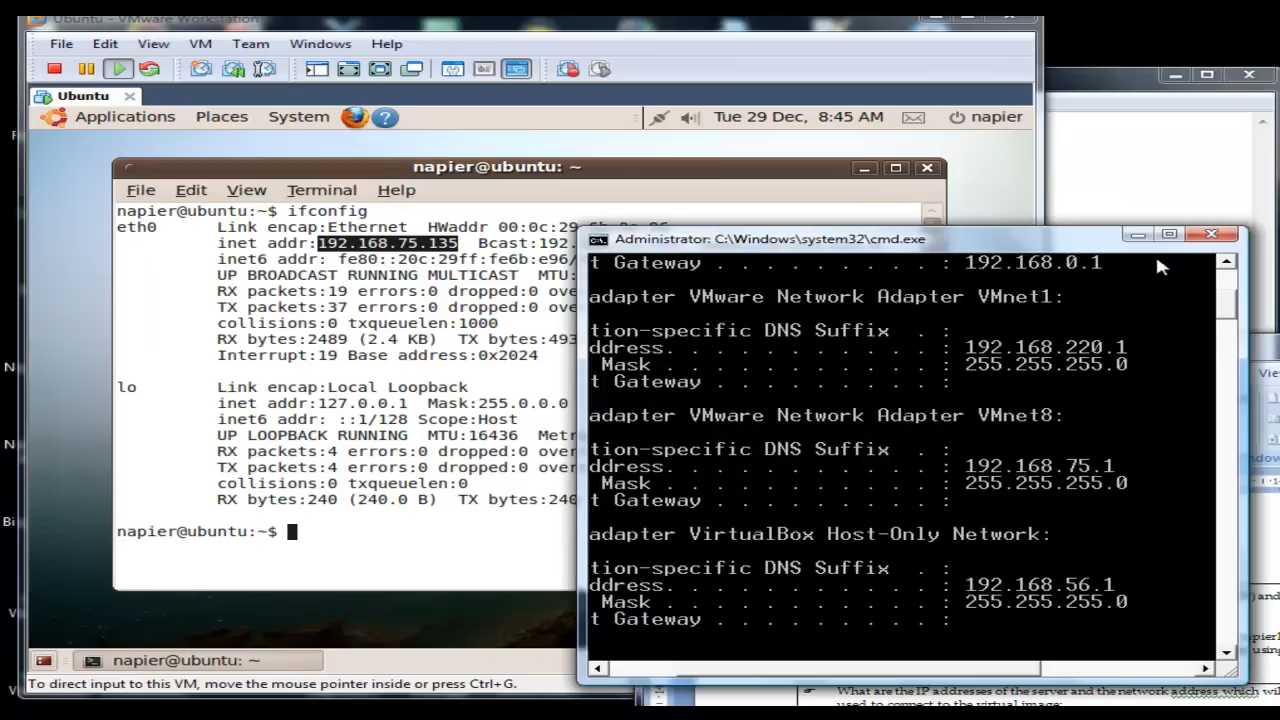 Ubuntu - VMware Workstation
File Edit View VM Team Windows Help
Ubuntu
Applications Places System Tue 29 Dec, 8:45 AM napier
napier@ubuntu: ~
File Edit View Terminal Help
napier@ubuntu:~$ ifconfig
eth0 Link encap:Ethernet HWaddr 00:0c:29
inet addr:192.168.75.135 Bcast:192.
inet6 addr: fe80::20c:29ff:fe6b:e96/
UP BROADCAST RUNNING MULTICAST MTU:
RX packets:19 errors:0 dropped:0 ove
TX packets:37 errors:0 dropped:0 ove
collisions:0 txqueuelen:1000
RX bytes:2489 (2.4 KB) TX bytes:493
Interrupt:19 Base address:0x2024
lo Link encap:Local Loopback
inet addr:127.0.0.1 Mask:255.0.0.0
inet6 addr: ::1/128 Scope:Host
UP LOOPBACK RUNNING MTU:16436 Metr
RX packets:4 errors:0 dropped:0 over
TX packets:4 errors:0 dropped:0 over
collisions:0 txqueuelen:0
RX bytes:240 (240.0 B) TX bytes:240
napier@ubuntu:~$
napier@ubuntu: ~
To direct input to this VM, move the mouse pointer inside or press Ctrl+G.
Administrator: C:\Windows\system32\cmd.exe
t Gateway . . . . . . . . . : 192.168.0.1
adapter VMware Network Adapter VMnet1:
tion-specific DNS Suffix . :
ddress. . . . . . . . . . . : 192.168.220.1
Mask . . . . . . . . . . . : 255.255.255.0
t Gateway . . . . . . . . . :
adapter VMware Network Adapter VMnet8:
tion-specific DNS Suffix . :
ddress. . . . . . . . . . . : 192.168.75.1
Mask . . . . . . . . . . . : 255.255.255.0
t Gateway . . . . . . . . . :
adapter VirtualBox Host-Only Network:
tion-specific DNS Suffix . :
ddress. . . . . . . . . . . : 192.168.56.1
Mask . . . . . . . . . . . : 255.255.255.0
t Gateway . . . . . . . . . :
What are the IP addresses of the server and the network address which will
used to connect to the virtual image: